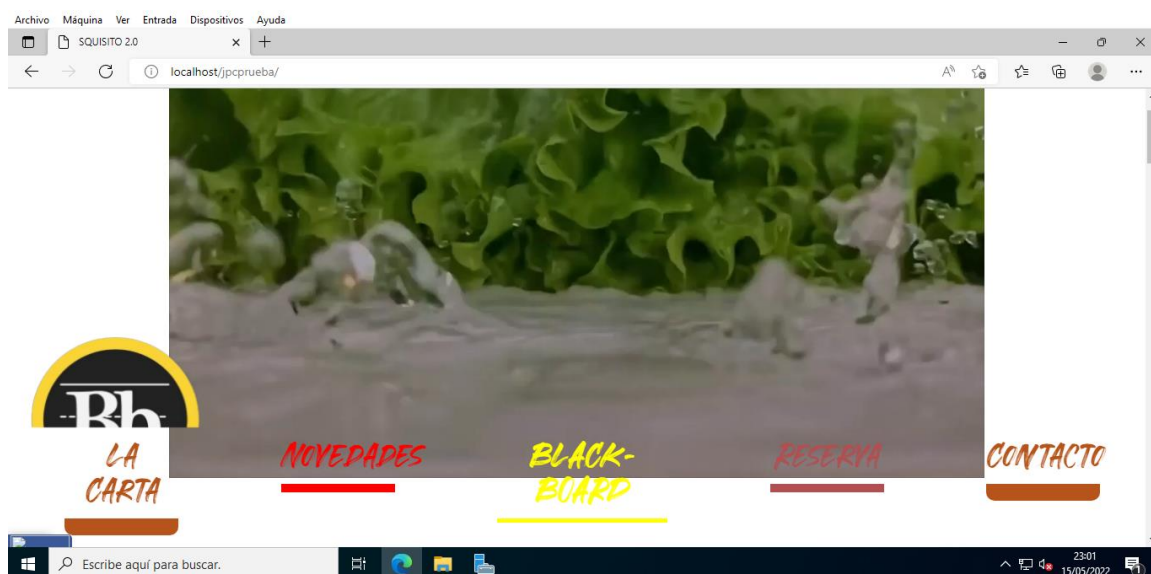 Archivo Máquina Ver Entrada Dispositivos Ayuda
SQUISITO 2.0
localhost/jpcprueba/
Bb
LA CARTA
NOVEDADES
BLACK-BOARD
RESERVA
CONTACTO
Escribe aquí para buscar.
23:01
15/05/2022